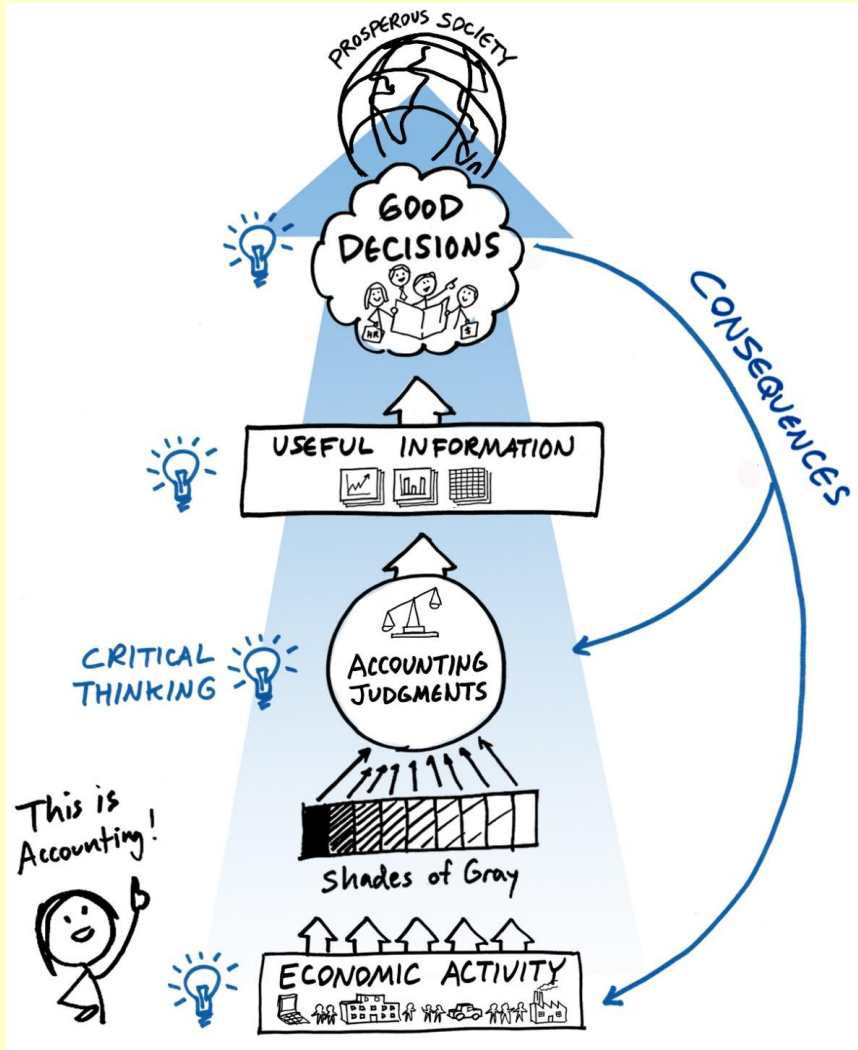 PROSPEROUS SOCIETY
GOOD
DECISIONS
HR
$
CONSEQUENCES
USEFUL INFORMATION
CRITICAL
THINKING
ACCOUNTING
JUDGMENTS
This is
Accounting!
Shades of Gray
ECONOMIC ACTIVITY